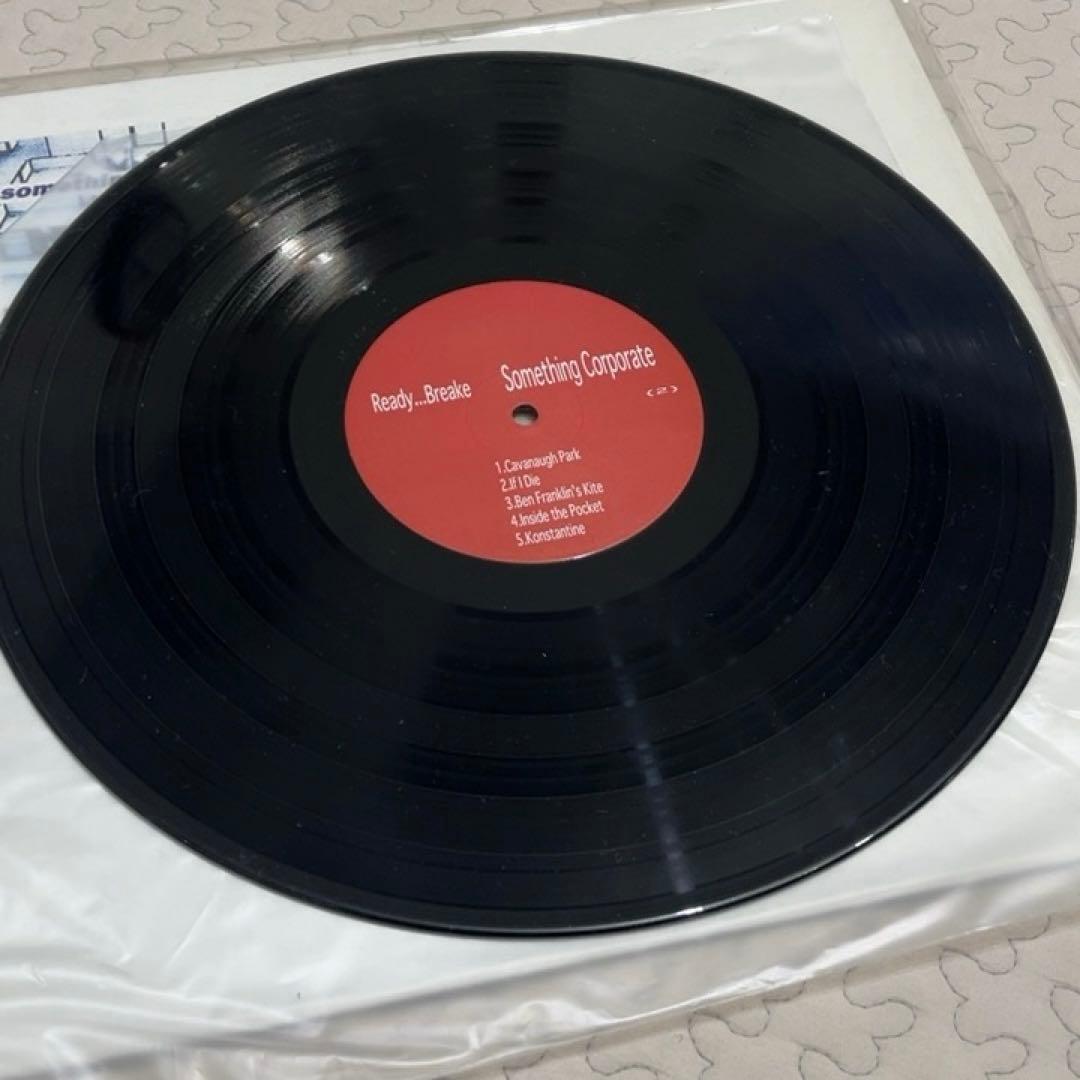 something
Ready...Breake
Something Corporate
(2)
1.Cavanaugh Park
2.If I Die
3.Ben Franklin's Kite
4.Inside the Pocket
5.Konstantine